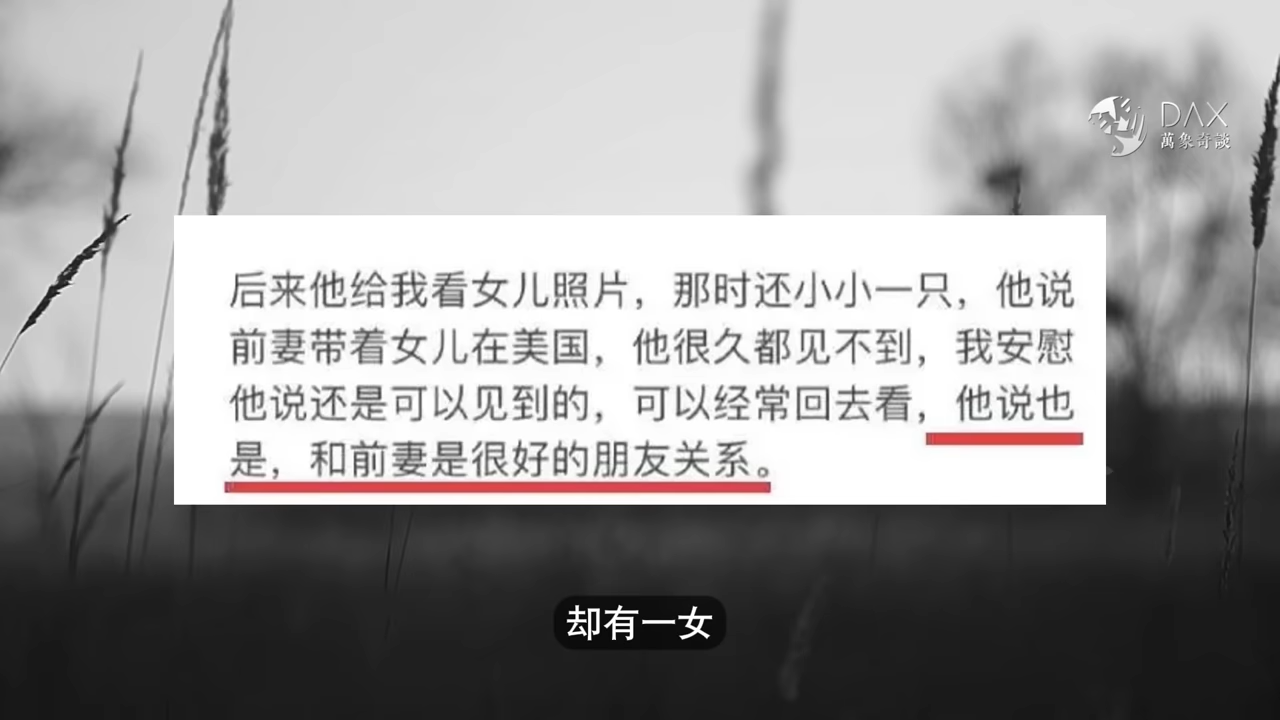 DAX
萬象奇談
后来他给我看女儿照片，那时还小小一只，他说
前妻带着女儿在美国，他很久都见不到，我安慰
他说还是可以见到的，可以经常回去看，他说也
是，和前妻是很好的朋友关系。
却有一女